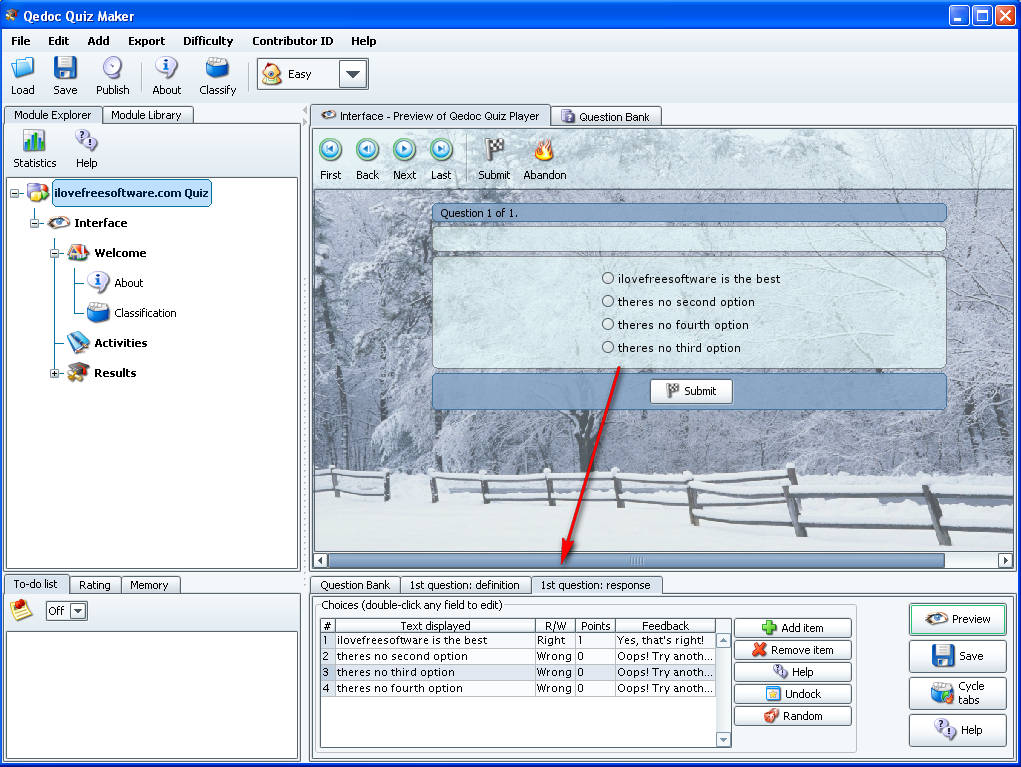 Qedoc Quiz Maker
File Edit Add Export Difficulty Contributor ID Help
Load Save Publish About Classify Easy
Module Explorer Module Library
Statistics Help
ilovefreesoftware.com Quiz
Interface
Welcome
About
Classification
Activities
Results
To-do list Rating Memory
Off
Interface - Preview of Qedoc Quiz Player Question Bank
First Back Next Last Submit Abandon
Question 1 of 1.
ilovefreesoftware is the best
theres no second option
theres no fourth option
theres no third option
Submit
Question Bank 1st question: definition 1st question: response
Choices (double-click any field to edit)
# Text displayed R/W Points Feedback
1 ilovefreesoftware is the best Right 1 Yes, that's right!
2 theres no second option Wrong 0 Oops! Try anoth...
3 theres no third option Wrong 0 Oops! Try anoth...
4 theres no fourth option Wrong 0 Oops! Try anoth...
Add item
Remove item
Help
Undock
Random
Preview
Save
Cycle
tabs
Help